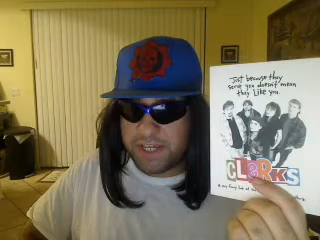 Just because they
serve you doesn't mean
they like you.
CLERKS